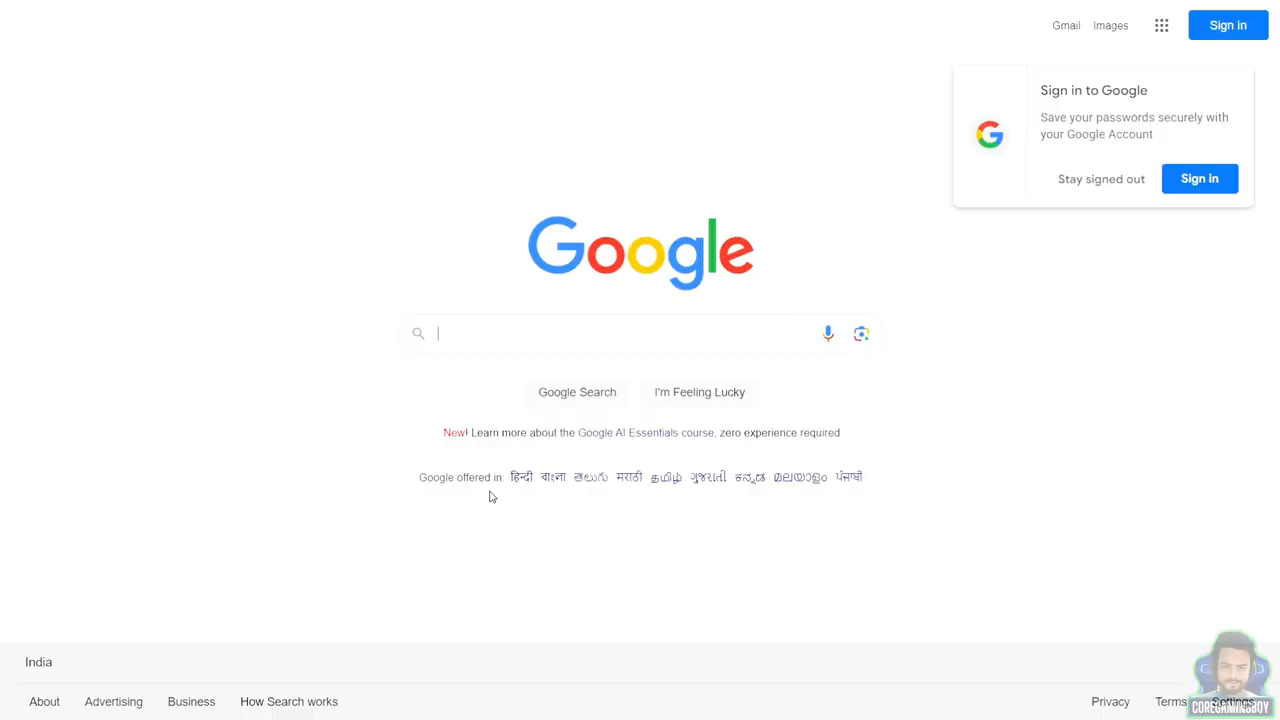 Gmail Images Sign in
Sign in to Google
Save your passwords securely with
your Google Account
Stay signed out Sign in
Google
Google Search I'm Feeling Lucky
New! Learn more about the Google AI Essentials course, zero experience required
Google offered in: हिन्दी বাংলা తెలుగు मराठी தமிழ் ગુજરાતી ಕನ್ನಡ മലയാളം ਪੰਜਾਬੀ
India
About Advertising Business How Search works Privacy Terms Settings
COREGAMINGBOY